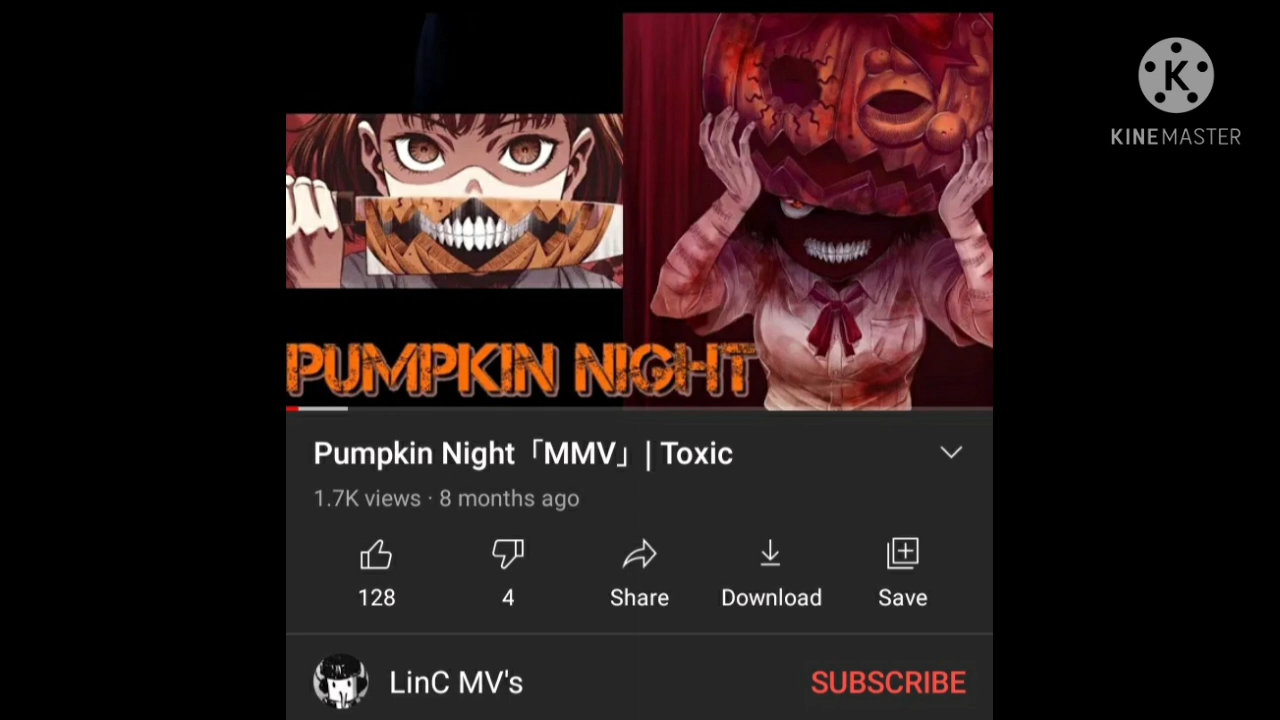 KINEMASTER
PUMPKIN NIGHT
Pumpkin Night「MMV」| Toxic
1.7K views · 8 months ago
128
4
Share
Download
Save
LinC MV's
SUBSCRIBE